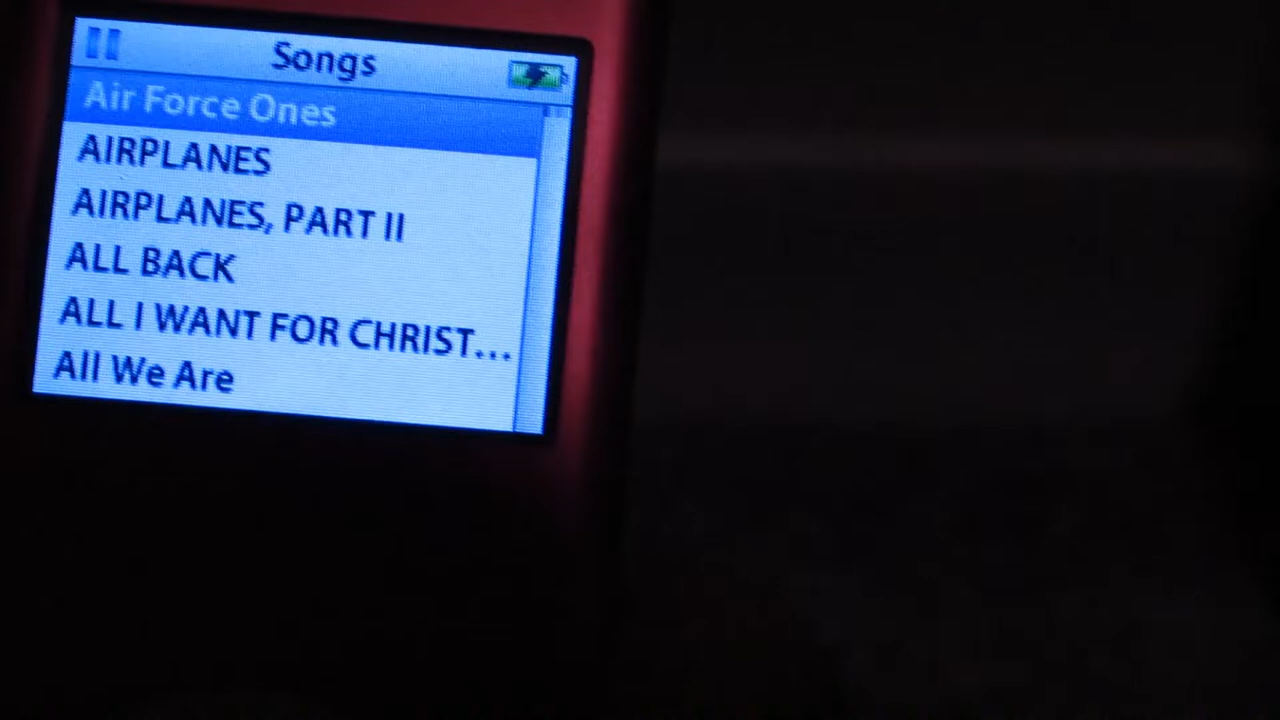 Songs
Air Force Ones
AIRPLANES
AIRPLANES, PART II
ALL BACK
ALL I WANT FOR CHRIST...
All We Are